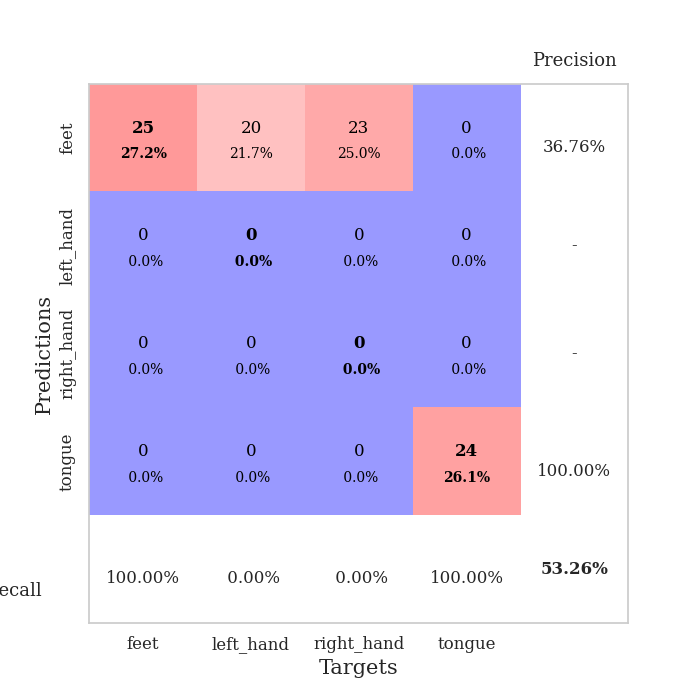 Precision
feet 25 20 23 0 36.76%
27.2% 21.7% 25.0% 0.0%
left_hand 0 0 0 0 -
0.0% 0.0% 0.0% 0.0%
right_hand 0 0 0 0 -
0.0% 0.0% 0.0% 0.0%
Predictions
tongue 0 0 0 24 100.00%
0.0% 0.0% 0.0% 26.1%
ecall 100.00% 0.00% 0.00% 100.00% 53.26%
feet left_hand right_hand tongue
Targets